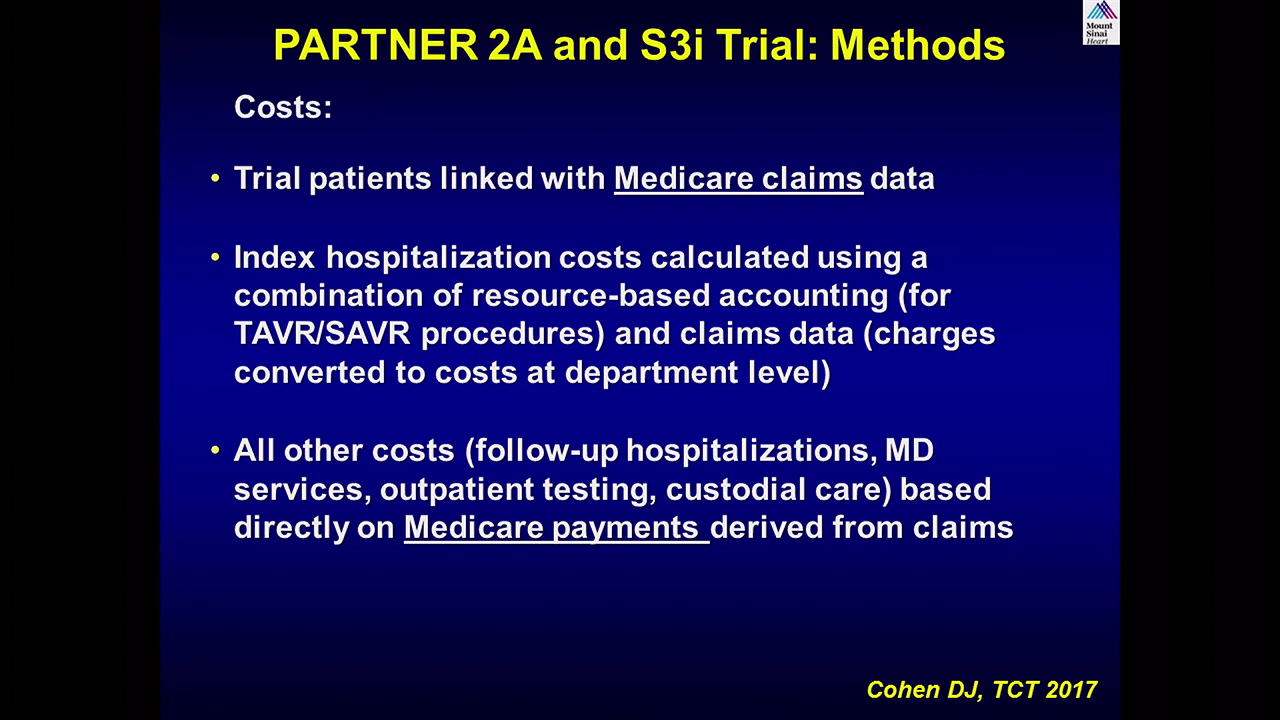 PARTNER 2A and S3i Trial: Methods
Mount
Sinai
Heart
Costs:
• Trial patients linked with Medicare claims data
• Index hospitalization costs calculated using a
combination of resource-based accounting (for
TAVR/SAVR procedures) and claims data (charges
converted to costs at department level)
• All other costs (follow-up hospitalizations, MD
services, outpatient testing, custodial care) based
directly on Medicare payments derived from claims
Cohen DJ, TCT 2017